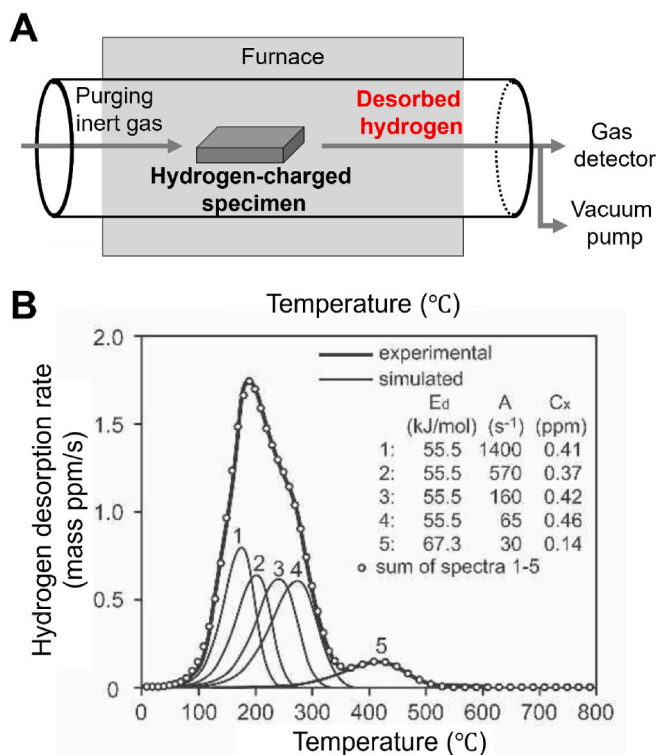 A
Furnace
Purging
inert gas
Desorbed
hydrogen
Gas
detector
Hydrogen-charged
specimen
Vacuum
pump
Temperature (℃)
B
Hydrogen desorption rate
(mass ppm/s)
2.0
1.5
1.0
0.5
0
experimental
simulated
Ed A Cx
(kJ/mol) (s⁻¹) (ppm)
1: 55.5 1400 0.41
2: 55.5 570 0.37
3: 55.5 160 0.42
4: 55.5 65 0.46
5: 67.3 30 0.14
sum of spectra 1-5
1
2
3
4
5
0 100 200 300 400 500 600 700 800
Temperature (℃)